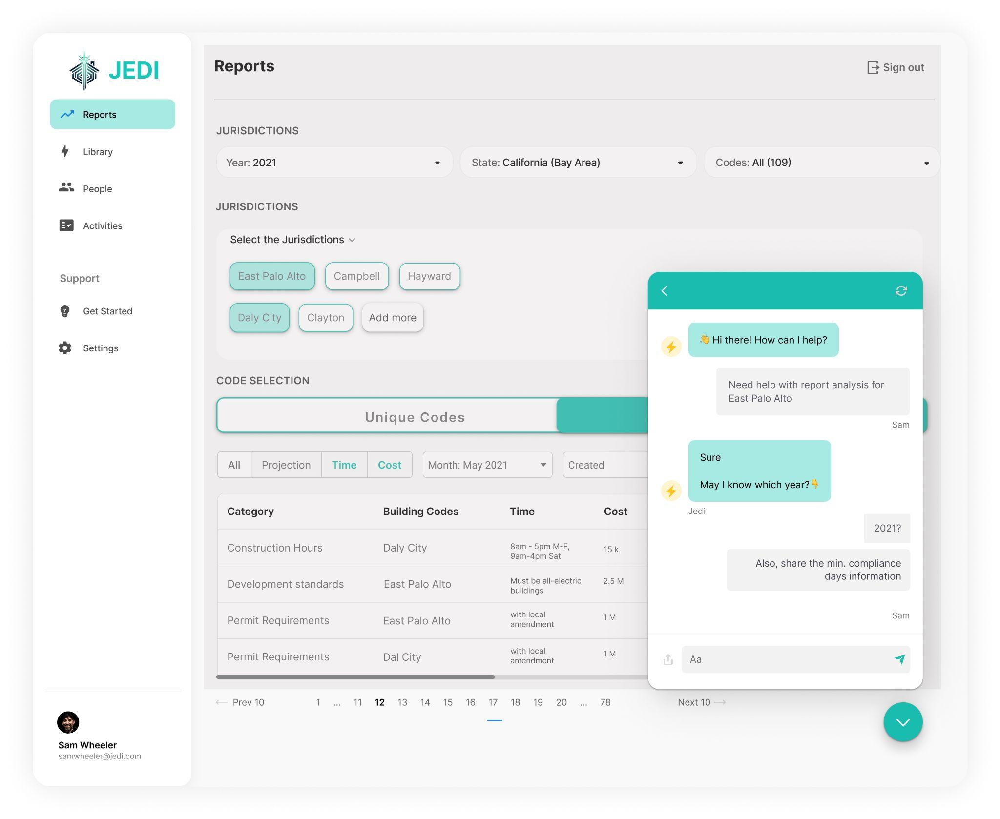 JEDI
Reports
Library
People
Activities
Support
Get Started
Settings
Sam Wheeler
samwheeler@jedi.com
Reports
Sign out
JURISDICTIONS
Year: 2021
State: California (Bay Area)
Codes: All (109)
JURISDICTIONS
Select the Jurisdictions
East Palo Alto
Campbell
Hayward
Daly City
Clayton
Add more
CODE SELECTION
Unique Codes
All
Projection
Time
Cost
Month: May 2021
Created
Category
Building Codes
Time
Cost
Construction Hours
Daly City
8am - 5pm M-F,
9am-4pm Sat
15 k
Development standards
East Palo Alto
Must be all-electric
buildings
2.5 M
Permit Requirements
East Palo Alto
with local
amendment
1 M
Permit Requirements
Dal City
with local
amendment
1 M
Prev 10
1 ... 11 12 13 14 15 16 17 18 19 20 ... 78
Next 10
👋 Hi there! How can I help?
Need help with report analysis for
East Palo Alto
Sam
Sure
May I know which year?👇
Jedi
2021?
Also, share the min. compliance
days information
Sam
Aa